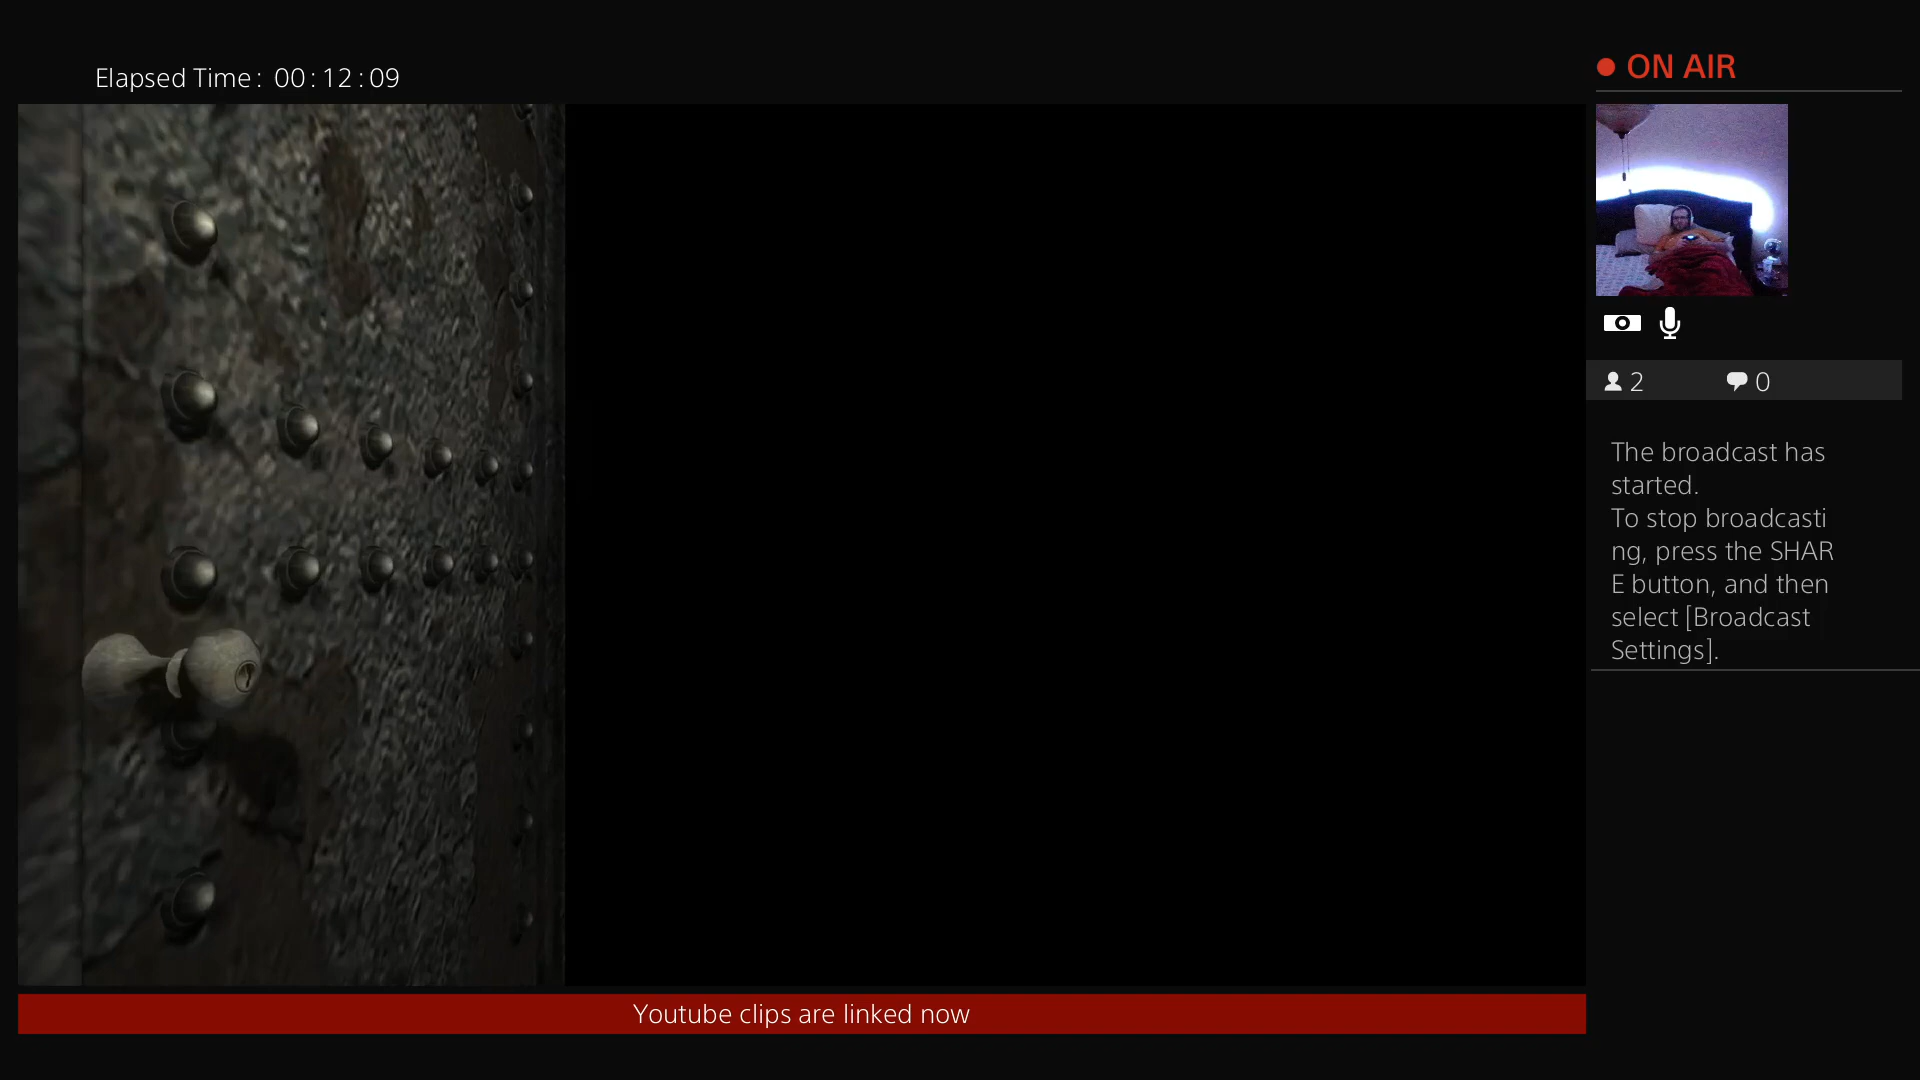 Elapsed Time: 00:12:09
ON AIR
2
0
The broadcast has
started.
To stop broadcasti
ng, press the SHAR
E button, and then
select [Broadcast
Settings].
Youtube clips are linked now